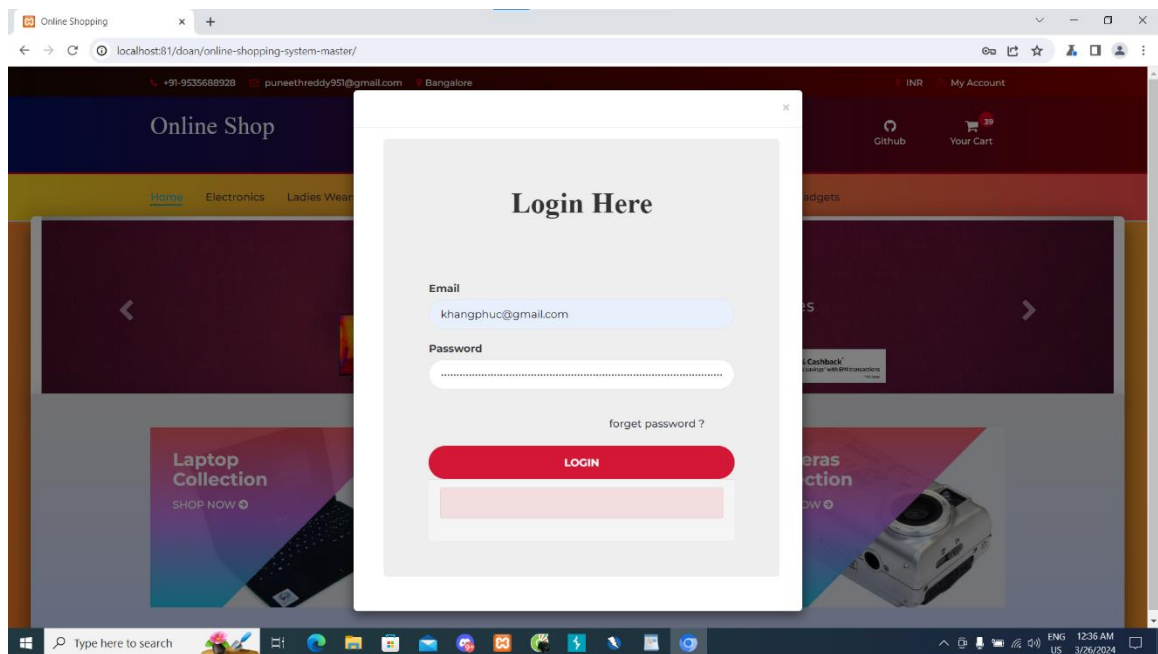 Online Shopping
localhost:81/doan/online-shopping-system-master/
+91-9535688928 puneethreddy951@gmail.com Bangalore INR My Account
Online Shop
39
Github Your Cart
Home Electronics Ladies Wear
adgets
Login Here
Email
khangphuc@gmail.com
Password
forget password ?
LOGIN
Cashback
Laptop
Collection
SHOP NOW
eras
ction
OW
Type here to search
ENG 12:36 AM
US 3/26/2024